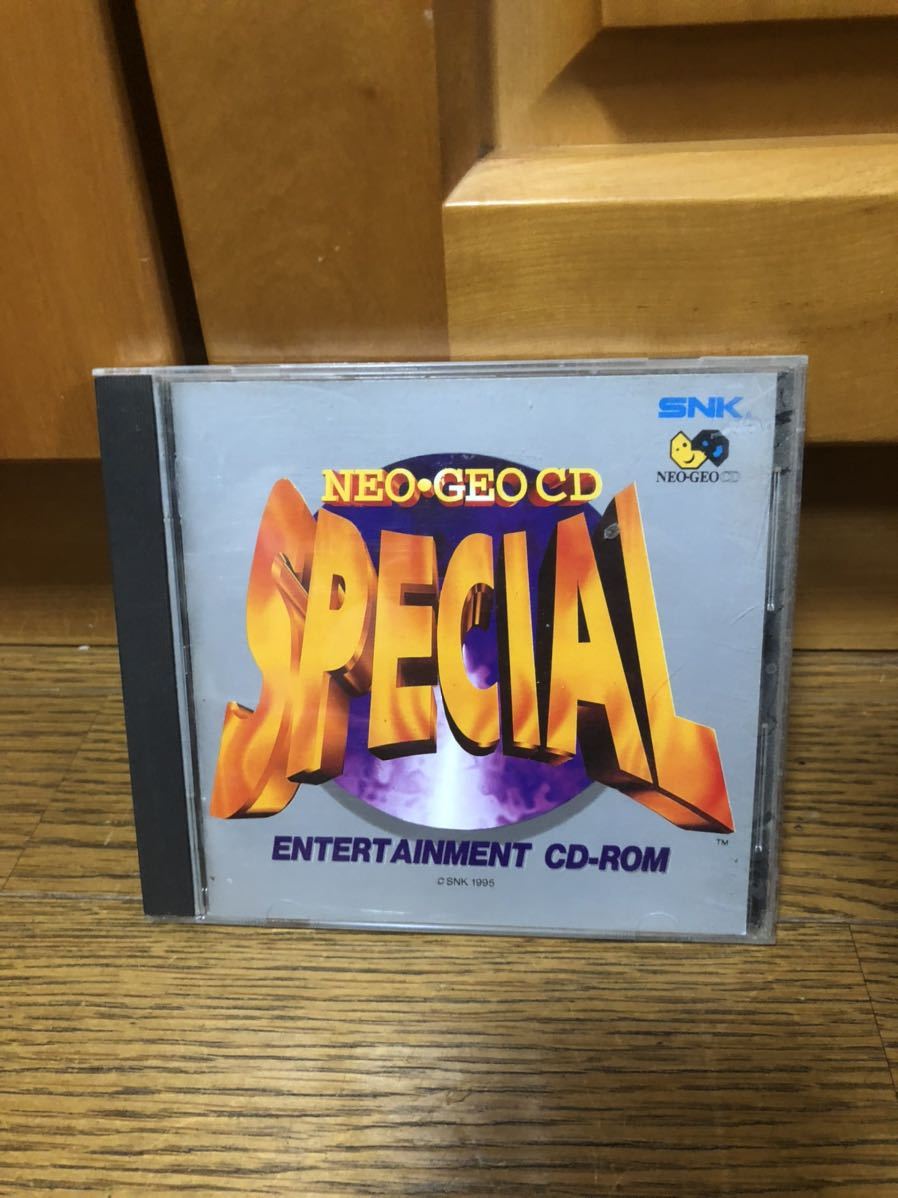 SNK
NEO•GEO CD
NEO•GEO CD
SPECIAL
TM
ENTERTAINMENT CD-ROM
© SNK 1995